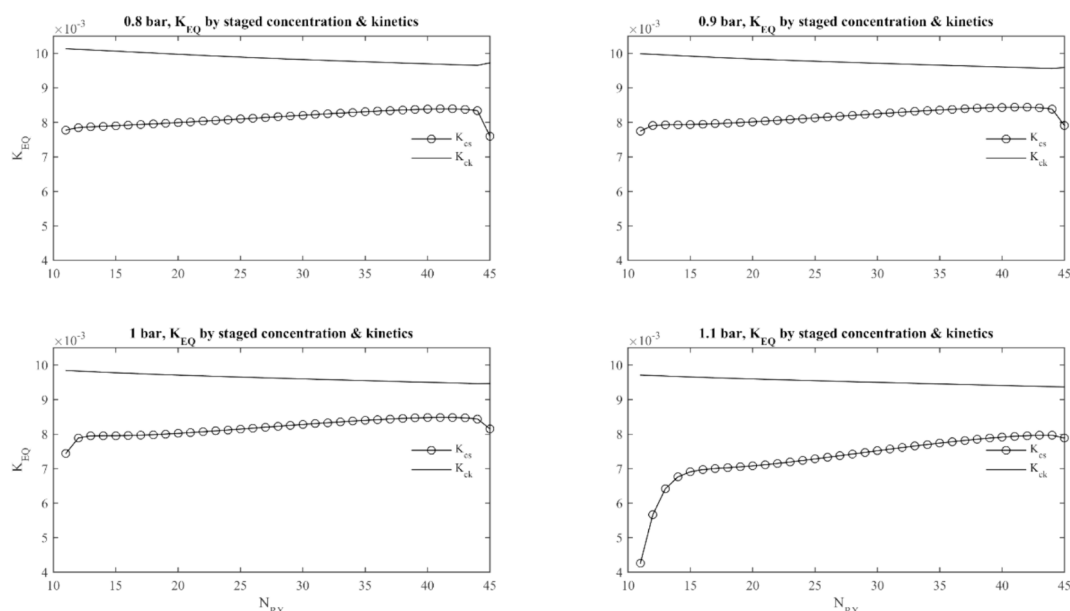 0.8 bar, K_EQ by staged concentration & kinetics
×10⁻³
10
9
8
7
6
5
4
K_EQ
K_cs
K_ck
10 15 20 25 30 35 40 45
0.9 bar, K_EQ by staged concentration & kinetics
×10⁻³
10
9
8
7
6
5
4
K_cs
K_ck
10 15 20 25 30 35 40 45
1 bar, K_EQ by staged concentration & kinetics
×10⁻³
10
9
8
7
6
5
4
K_EQ
K_cs
K_ck
10 15 20 25 30 35 40 45
N_RX
1.1 bar, K_EQ by staged concentration & kinetics
×10⁻³
10
9
8
7
6
5
4
K_cs
K_ck
10 15 20 25 30 35 40 45
N_RX